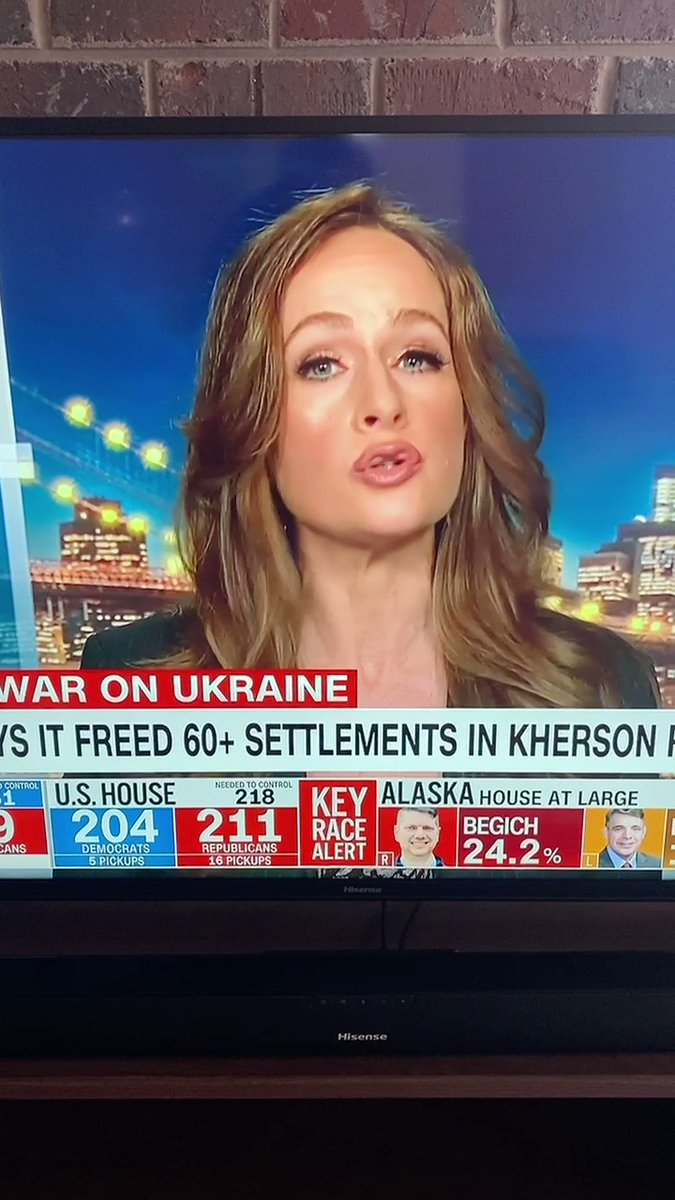 WAR ON UKRAINE
YS IT FREED 60+ SETTLEMENTS IN KHERSON
CONTROL
51
9
CANS
U.S. HOUSE
NEEDED TO CONTROL
218
204
DEMOCRATS
5 PICKUPS
211
REPUBLICANS
16 PICKUPS
KEY
RACE
ALERT
ALASKA HOUSE AT LARGE
R
BEGICH
24.2%
L
Hisense
Hisense